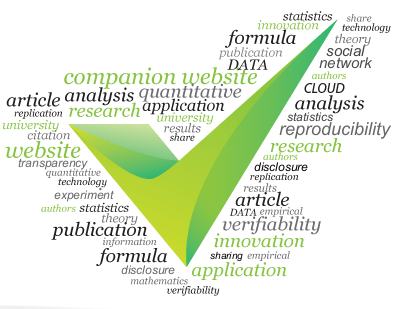 statistics
share
innovation
technology
formula
theory
publication
social
DATA
network
companion website
authors
analysis
quantitative
CLOUD
article
research
application
analysis
replication
university
statistics
university
results
reproducibility
citation
share
website
research
transparency
authors
quantitative
disclosure
technology
replication
experiment
results
authors
statistics
article
theory
DATA
empirical
publication
verifiability
information
innovation
formula
sharing
empirical
disclosure
application
mathematics
verifiability